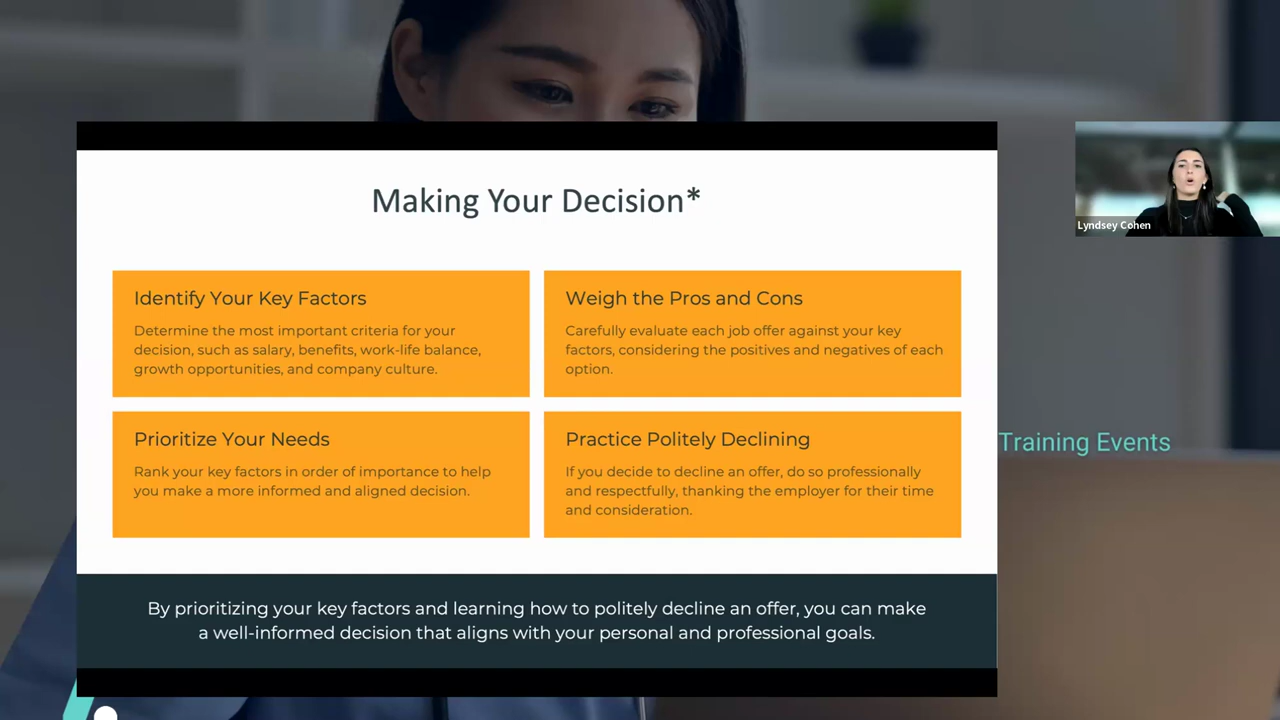 Making Your Decision*
Identify Your Key Factors
Determine the most important criteria for your
decision, such as salary, benefits, work-life balance,
growth opportunities, and company culture.
Weigh the Pros and Cons
Carefully evaluate each job offer against your key
factors, considering the positives and negatives of each
option.
Prioritize Your Needs
Rank your key factors in order of importance to help
you make a more informed and aligned decision.
Practice Politely Declining
If you decide to decline an offer, do so professionally
and respectfully, thanking the employer for their time
and consideration.
By prioritizing your key factors and learning how to politely decline an offer, you can make
a well-informed decision that aligns with your personal and professional goals.
Lyndsey Cohen
Training Events